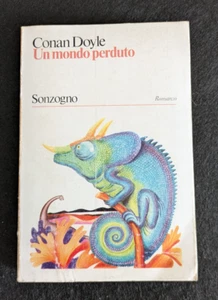 Conan Doyle
Un mondo perduto
Sonzogno
Romanzo